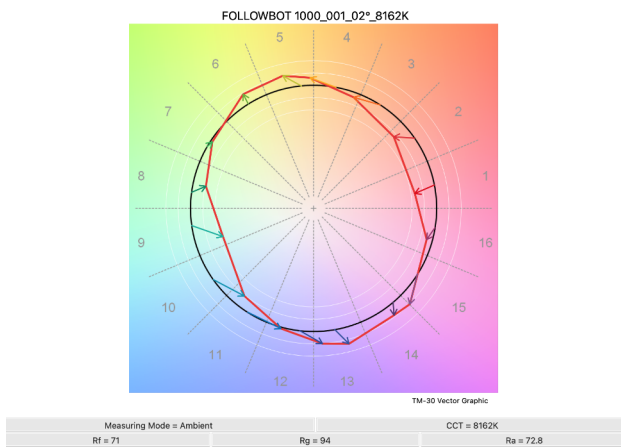 FOLLOWBOT 1000_001_02°_8162K
5 4
6 3
7 2
8 1
9 16
10 15
11 14
12 13
TM-30 Vector Graphic
Measuring Mode = Ambient CCT = 8162K
Rf = 71 Rg = 94 Ra = 72.8